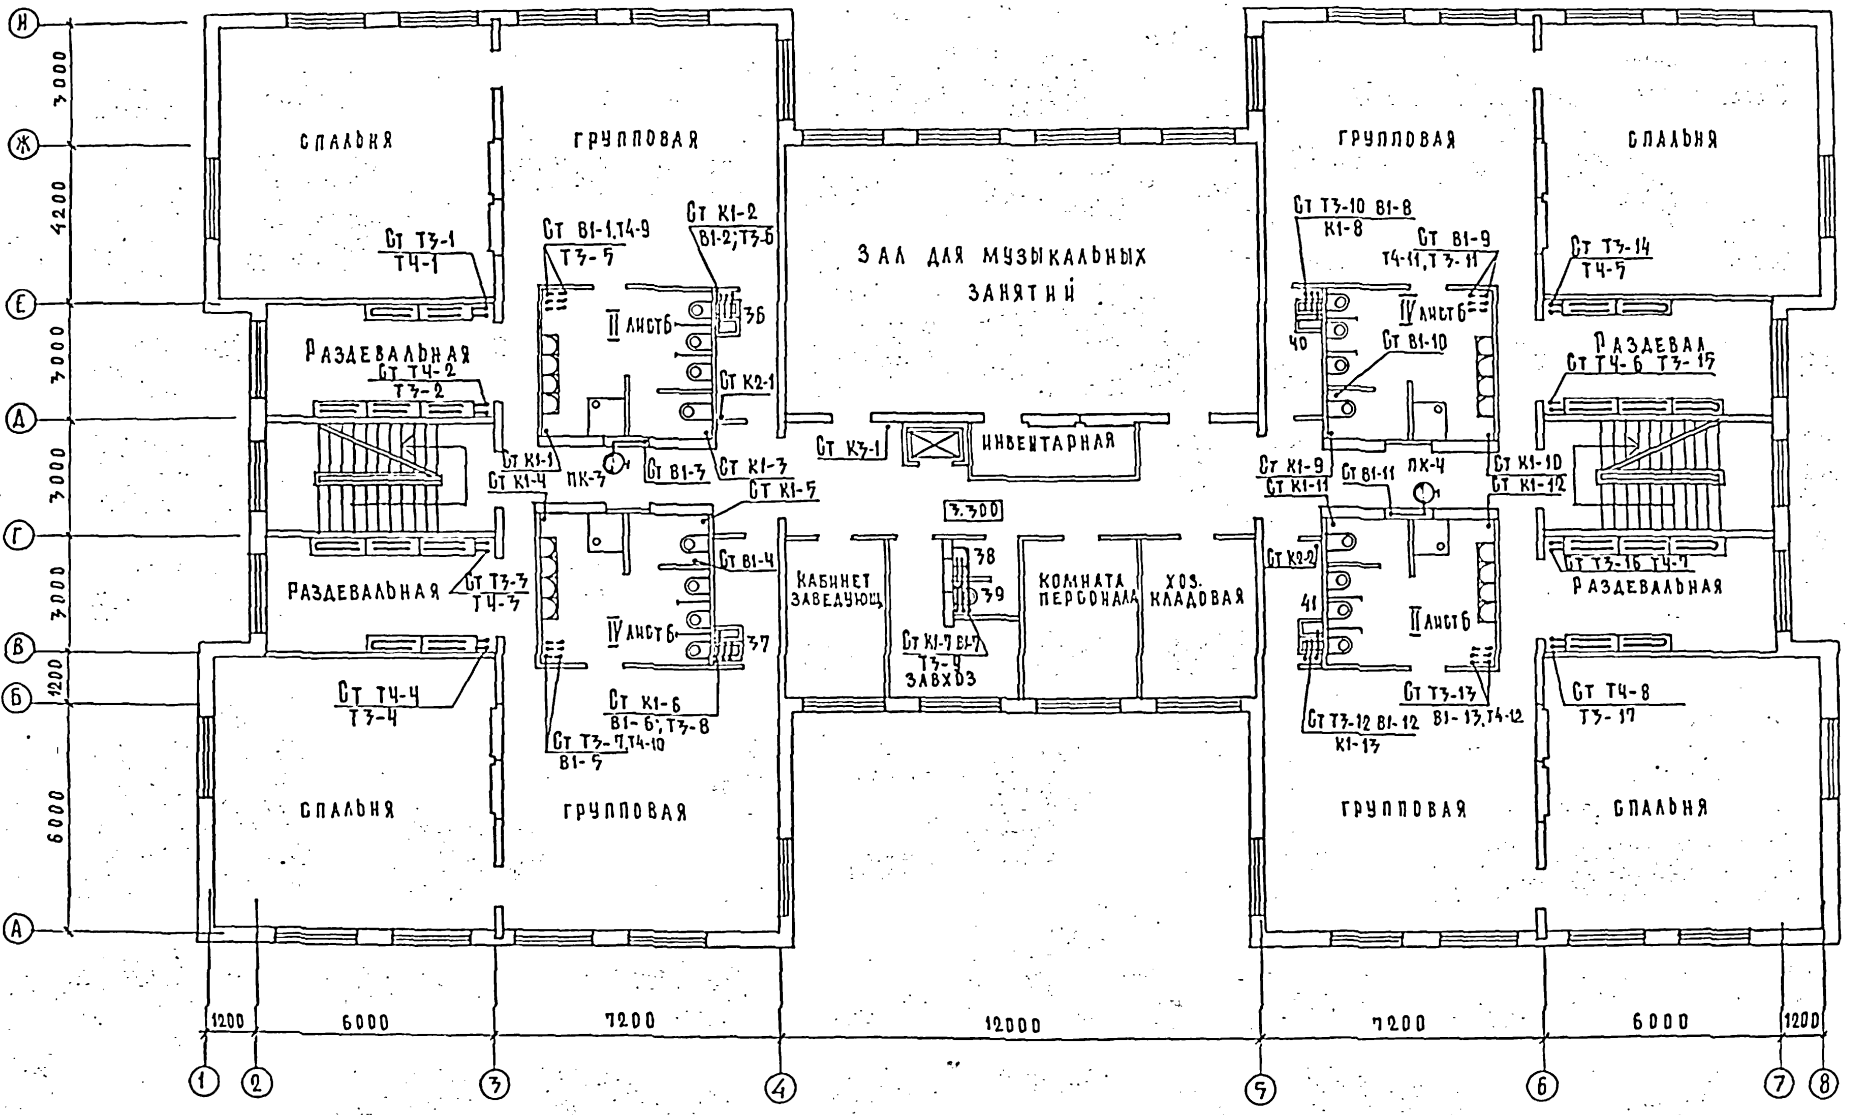 И
3000
СПАЛЬНЯ
ГРУППОВАЯ
ГРУППОВАЯ
СПАЛЬНЯ
Ж
4200
Ст Т3-1
Т4-1
Ст В1-1,Т4-9
Т3-5
Ст К1-2
В1-2;Т3-6
ЗАЛ ДЛЯ МУЗЫКАЛЬНЫХ
ЗАНЯТИЙ
Ст Т3-10 В1-8
К1-8
Ст В1-9
Т4-11,Т3-11
Ст Т3-14
Т4-5
Е
3000
РАЗДЕВАЛЬНАЯ
Ст Т4-2
Т3-2
II ЛИСТ 6
36
Ст К2-1
40
IV ЛИСТ 6
Ст В1-10
РАЗДЕВАЛ
Ст Т4-6 Т3-15
Д
3000
Ст К1-1
Ст К1-4
ПК-3
Ст В1-3
Ст К1-3
Ст К1-5
Ст К3-1
ИНВЕНТАРНАЯ
3.300
Ст К1-9
Ст К1-11
Ст В1-11
ПК-4
Ст К1-10
Ст К1-12
Г
3000
РАЗДЕВАЛЬНАЯ
Ст Т3-3
Т4-3
Ст В1-4
IV ЛИСТ 6
37
КАБИНЕТ
ЗАВЕДУЮЩ
38
39
Ст К1-7 В1-7
Т3-9
ЗАВХОЗ
КОМНАТА
ПЕРСОНАЛА
ХОЗ.
КЛАДОВАЯ
Ст К2-2
41
II ЛИСТ 6
Ст Т3-16 Т4-7
РАЗДЕВАЛЬНАЯ
В
1200
Б
Ст Т4-4
Т3-4
Ст К1-6
В1-6;Т3-8
Ст Т3-7,Т4-10
В1-5
Ст Т3-12 В1-12
К1-13
Ст Т3-13
В1-13,Т4-12
Ст Т4-8
Т3-17
6000
СПАЛЬНЯ
ГРУППОВАЯ
ГРУППОВАЯ
СПАЛЬНЯ
А
1200
6000
7200
12000
7200
6000
1200
1
2
3
4
5
6
7
8